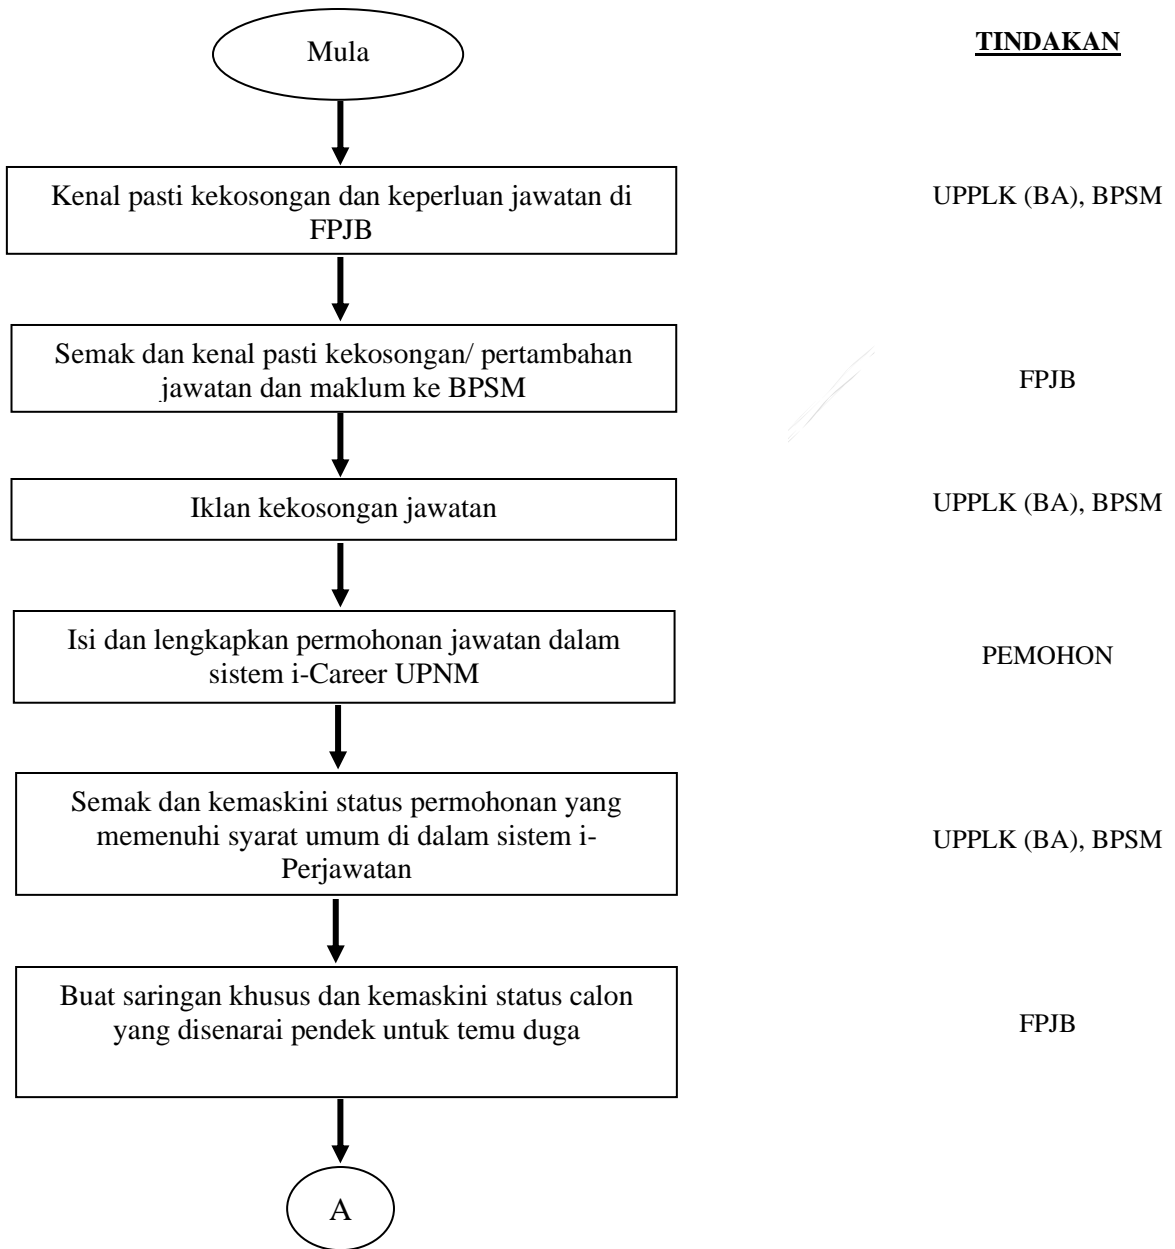 Mula
TINDAKAN
Kenal pasti kekosongan dan keperluan jawatan di
FPJB
UPPLK (BA), BPSM
Semak dan kenal pasti kekosongan/ pertambahan
jawatan dan maklum ke BPSM
FPJB
Iklan kekosongan jawatan
UPPLK (BA), BPSM
Isi dan lengkapkan permohonan jawatan dalam
sistem i-Career UPNM
PEMOHON
Semak dan kemaskini status permohonan yang
memenuhi syarat umum di dalam sistem i-
Perjawatan
UPPLK (BA), BPSM
Buat saringan khusus dan kemaskini status calon
yang disenarai pendek untuk temu duga
FPJB
A